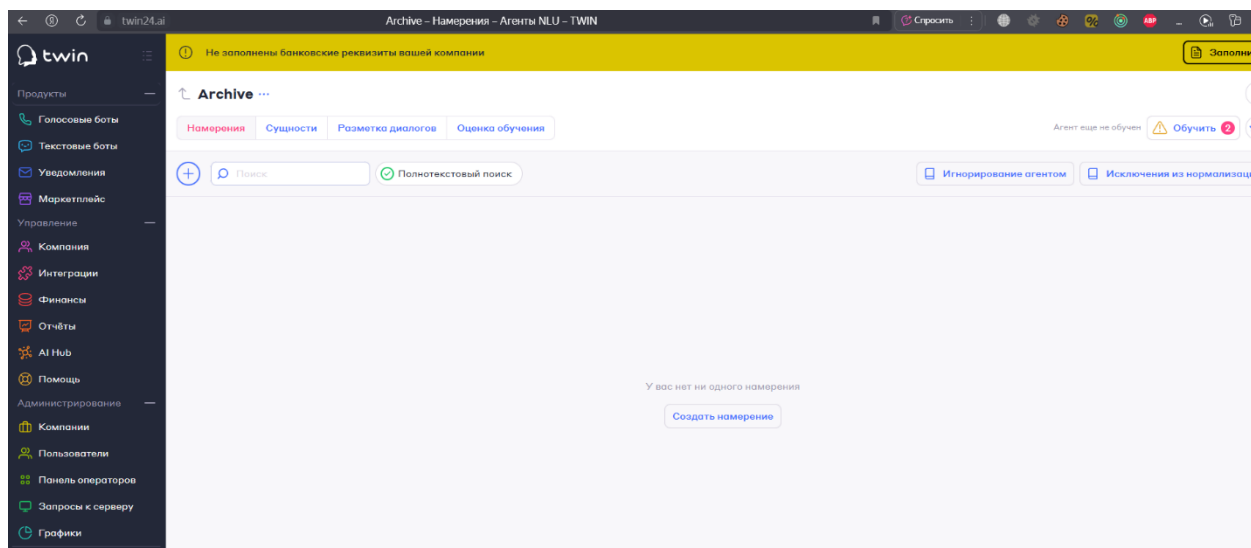 twin24.ai
Archive – Намерения – Агенты NLU – TWIN
Спросить
ABP
twin
Не заполнены банковские реквизиты вашей компании
Заполни
Продукты
Голосовые боты
Текстовые боты
Уведомления
Маркетплейс
Управление
Компания
Интеграции
Финансы
Отчёты
AI Hub
Помощь
Администрирование
Компании
Пользователи
Панель операторов
Запросы к серверу
Графики
Archive ...
Намерения Сущности Разметка диалогов Оценка обучения
Агент еще не обучен Обучить 2
Поиск Полнотекстовый поиск
Игнорирование агентом Исключения из нормализац
У вас нет ни одного намерения
Создать намерение